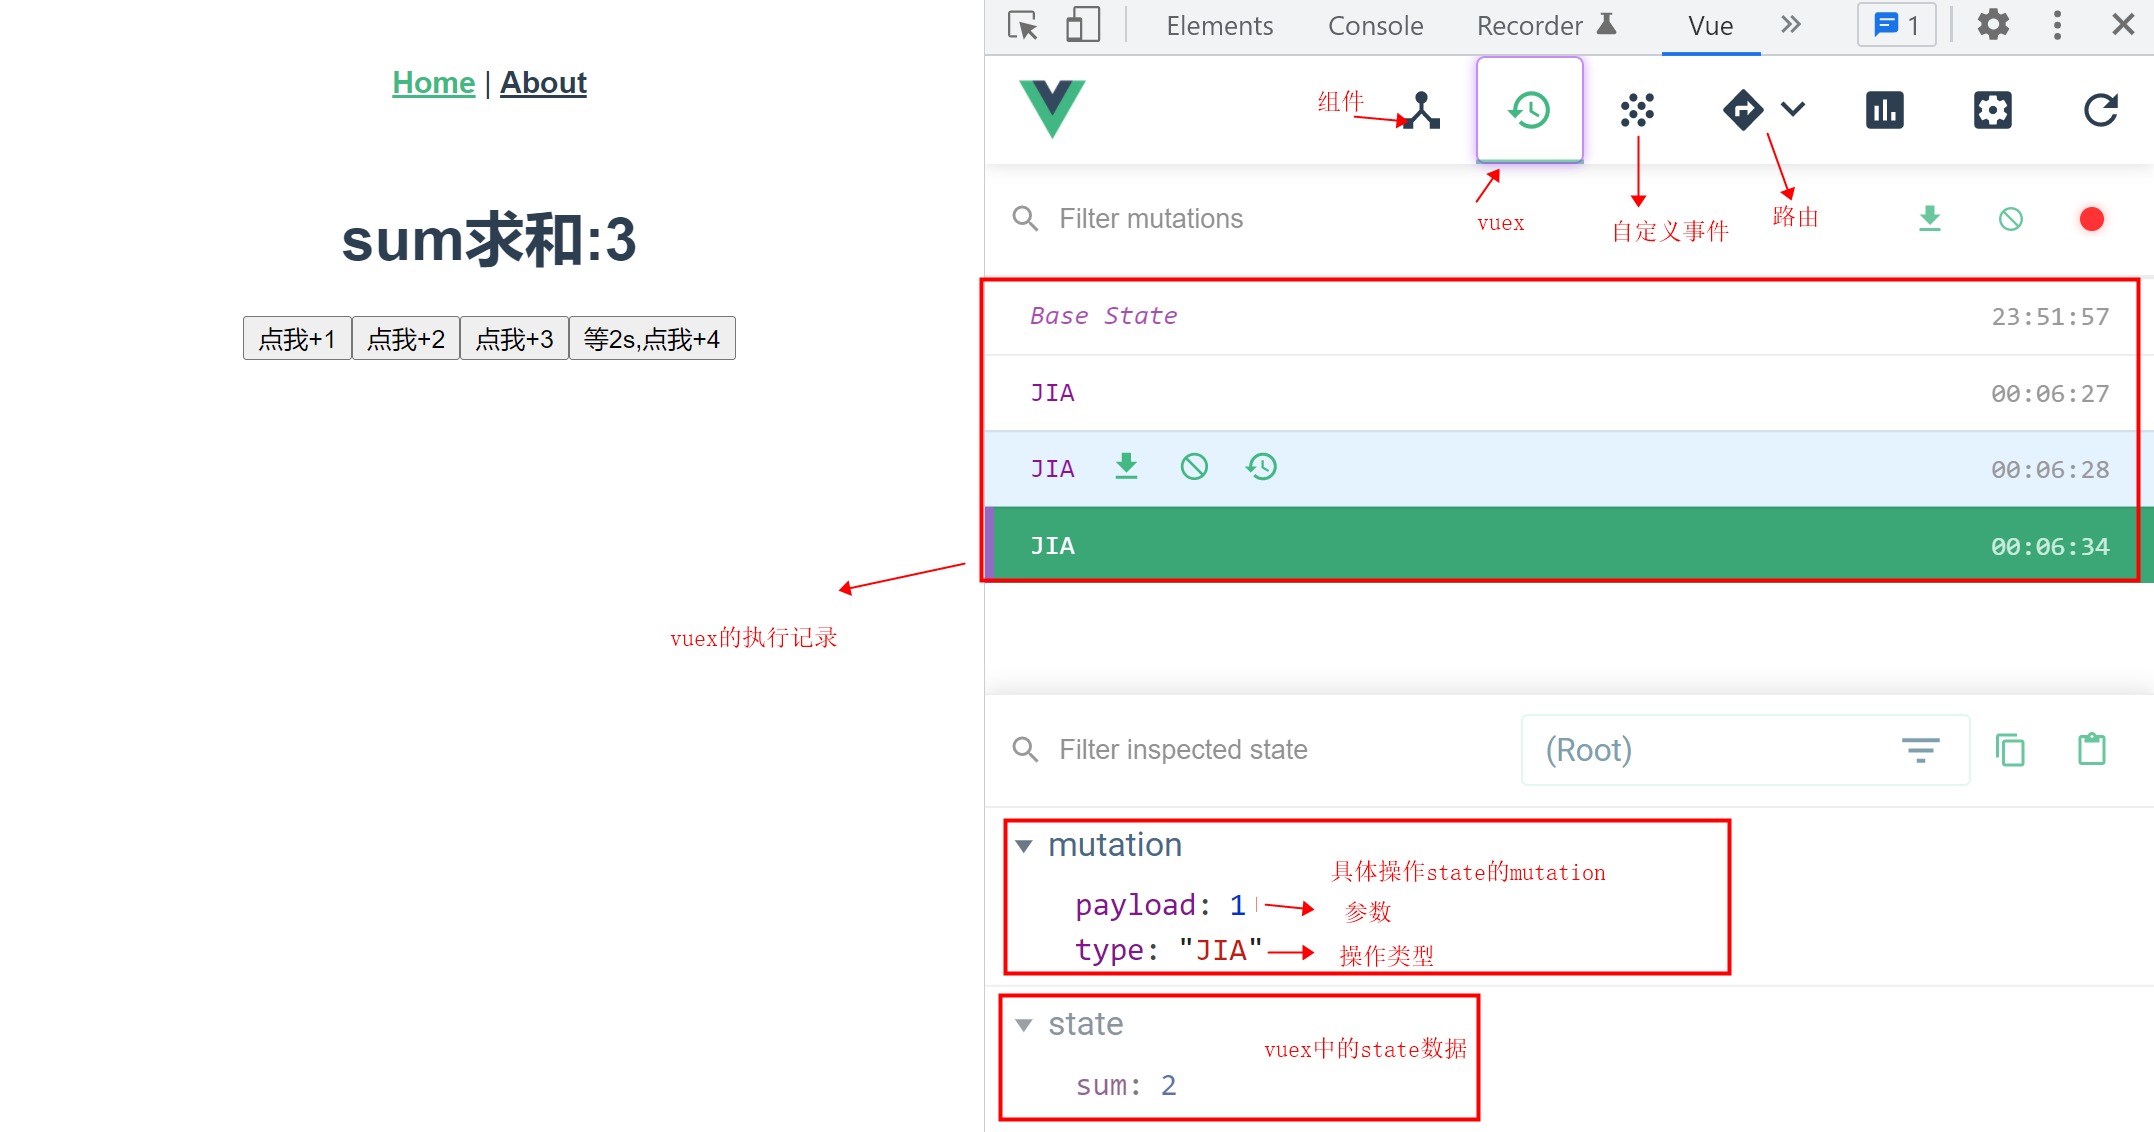 Home | About
sum求和:3
点我+1 点我+2 点我+3 等2s,点我+4
vuex的执行记录
Elements Console Recorder Vue 1
组件
vuex
自定义事件
路由
Filter mutations
Base State 23:51:57
JIA 00:06:27
JIA 00:06:28
JIA 00:06:34
Filter inspected state (Root)
mutation
具体操作state的mutation
payload: 1 参数
type: "JIA" 操作类型
state
vuex中的state数据
sum: 2